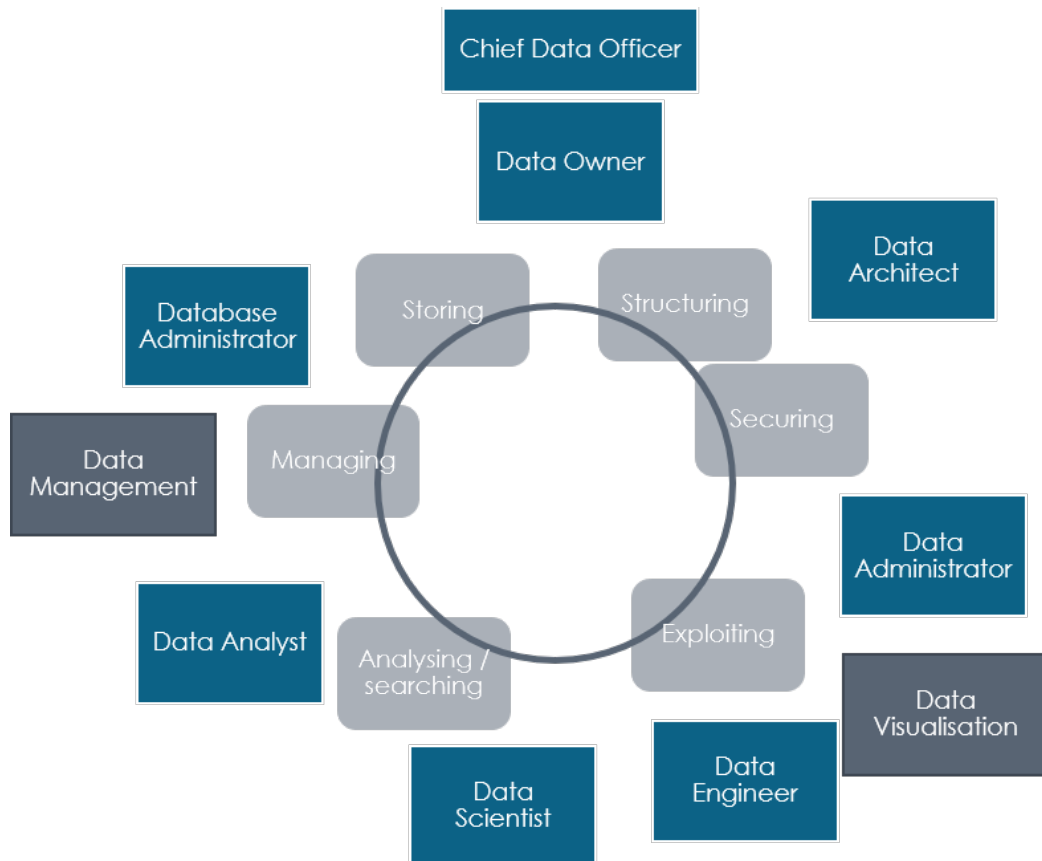 Chief Data Officer
Data Owner
Data
Architect
Storing
Structuring
Database
Administrator
Securing
Managing
Data
Management
Data
Administrator
Data Analyst
Exploiting
Analysing /
searching
Data
Visualisation
Data
Engineer
Data
Scientist